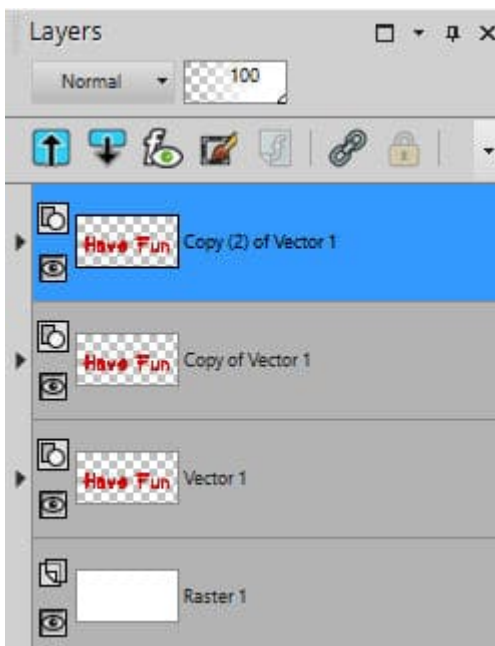 Layers
Normal 100
Have Fun Copy (2) of Vector 1
Have Fun Copy of Vector 1
Have Fun Vector 1
Raster 1